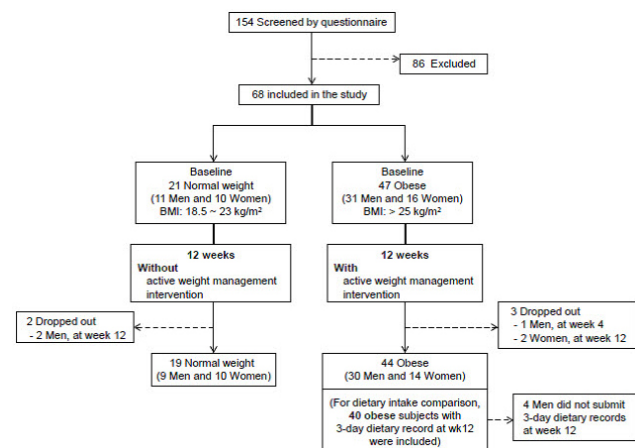 154 Screened by questionnaire
86 Excluded
68 included in the study
Baseline
21 Normal weight
(11 Men and 10 Women)
BMI: 18.5 ~ 23 kg/m²
Baseline
47 Obese
(31 Men and 16 Women)
BMI: > 25 kg/m²
12 weeks
Without
active weight management
intervention
12 weeks
With
active weight management
intervention
2 Dropped out
- 2 Men, at week 12
3 Dropped out
- 1 Men, at week 4
- 2 Women, at week 12
19 Normal weight
(9 Men and 10 Women)
44 Obese
(30 Men and 14 Women)
(For dietary intake comparison,
40 obese subjects with
3-day dietary record at wk12
were included)
4 Men did not submit
3-day dietary records
at week 12